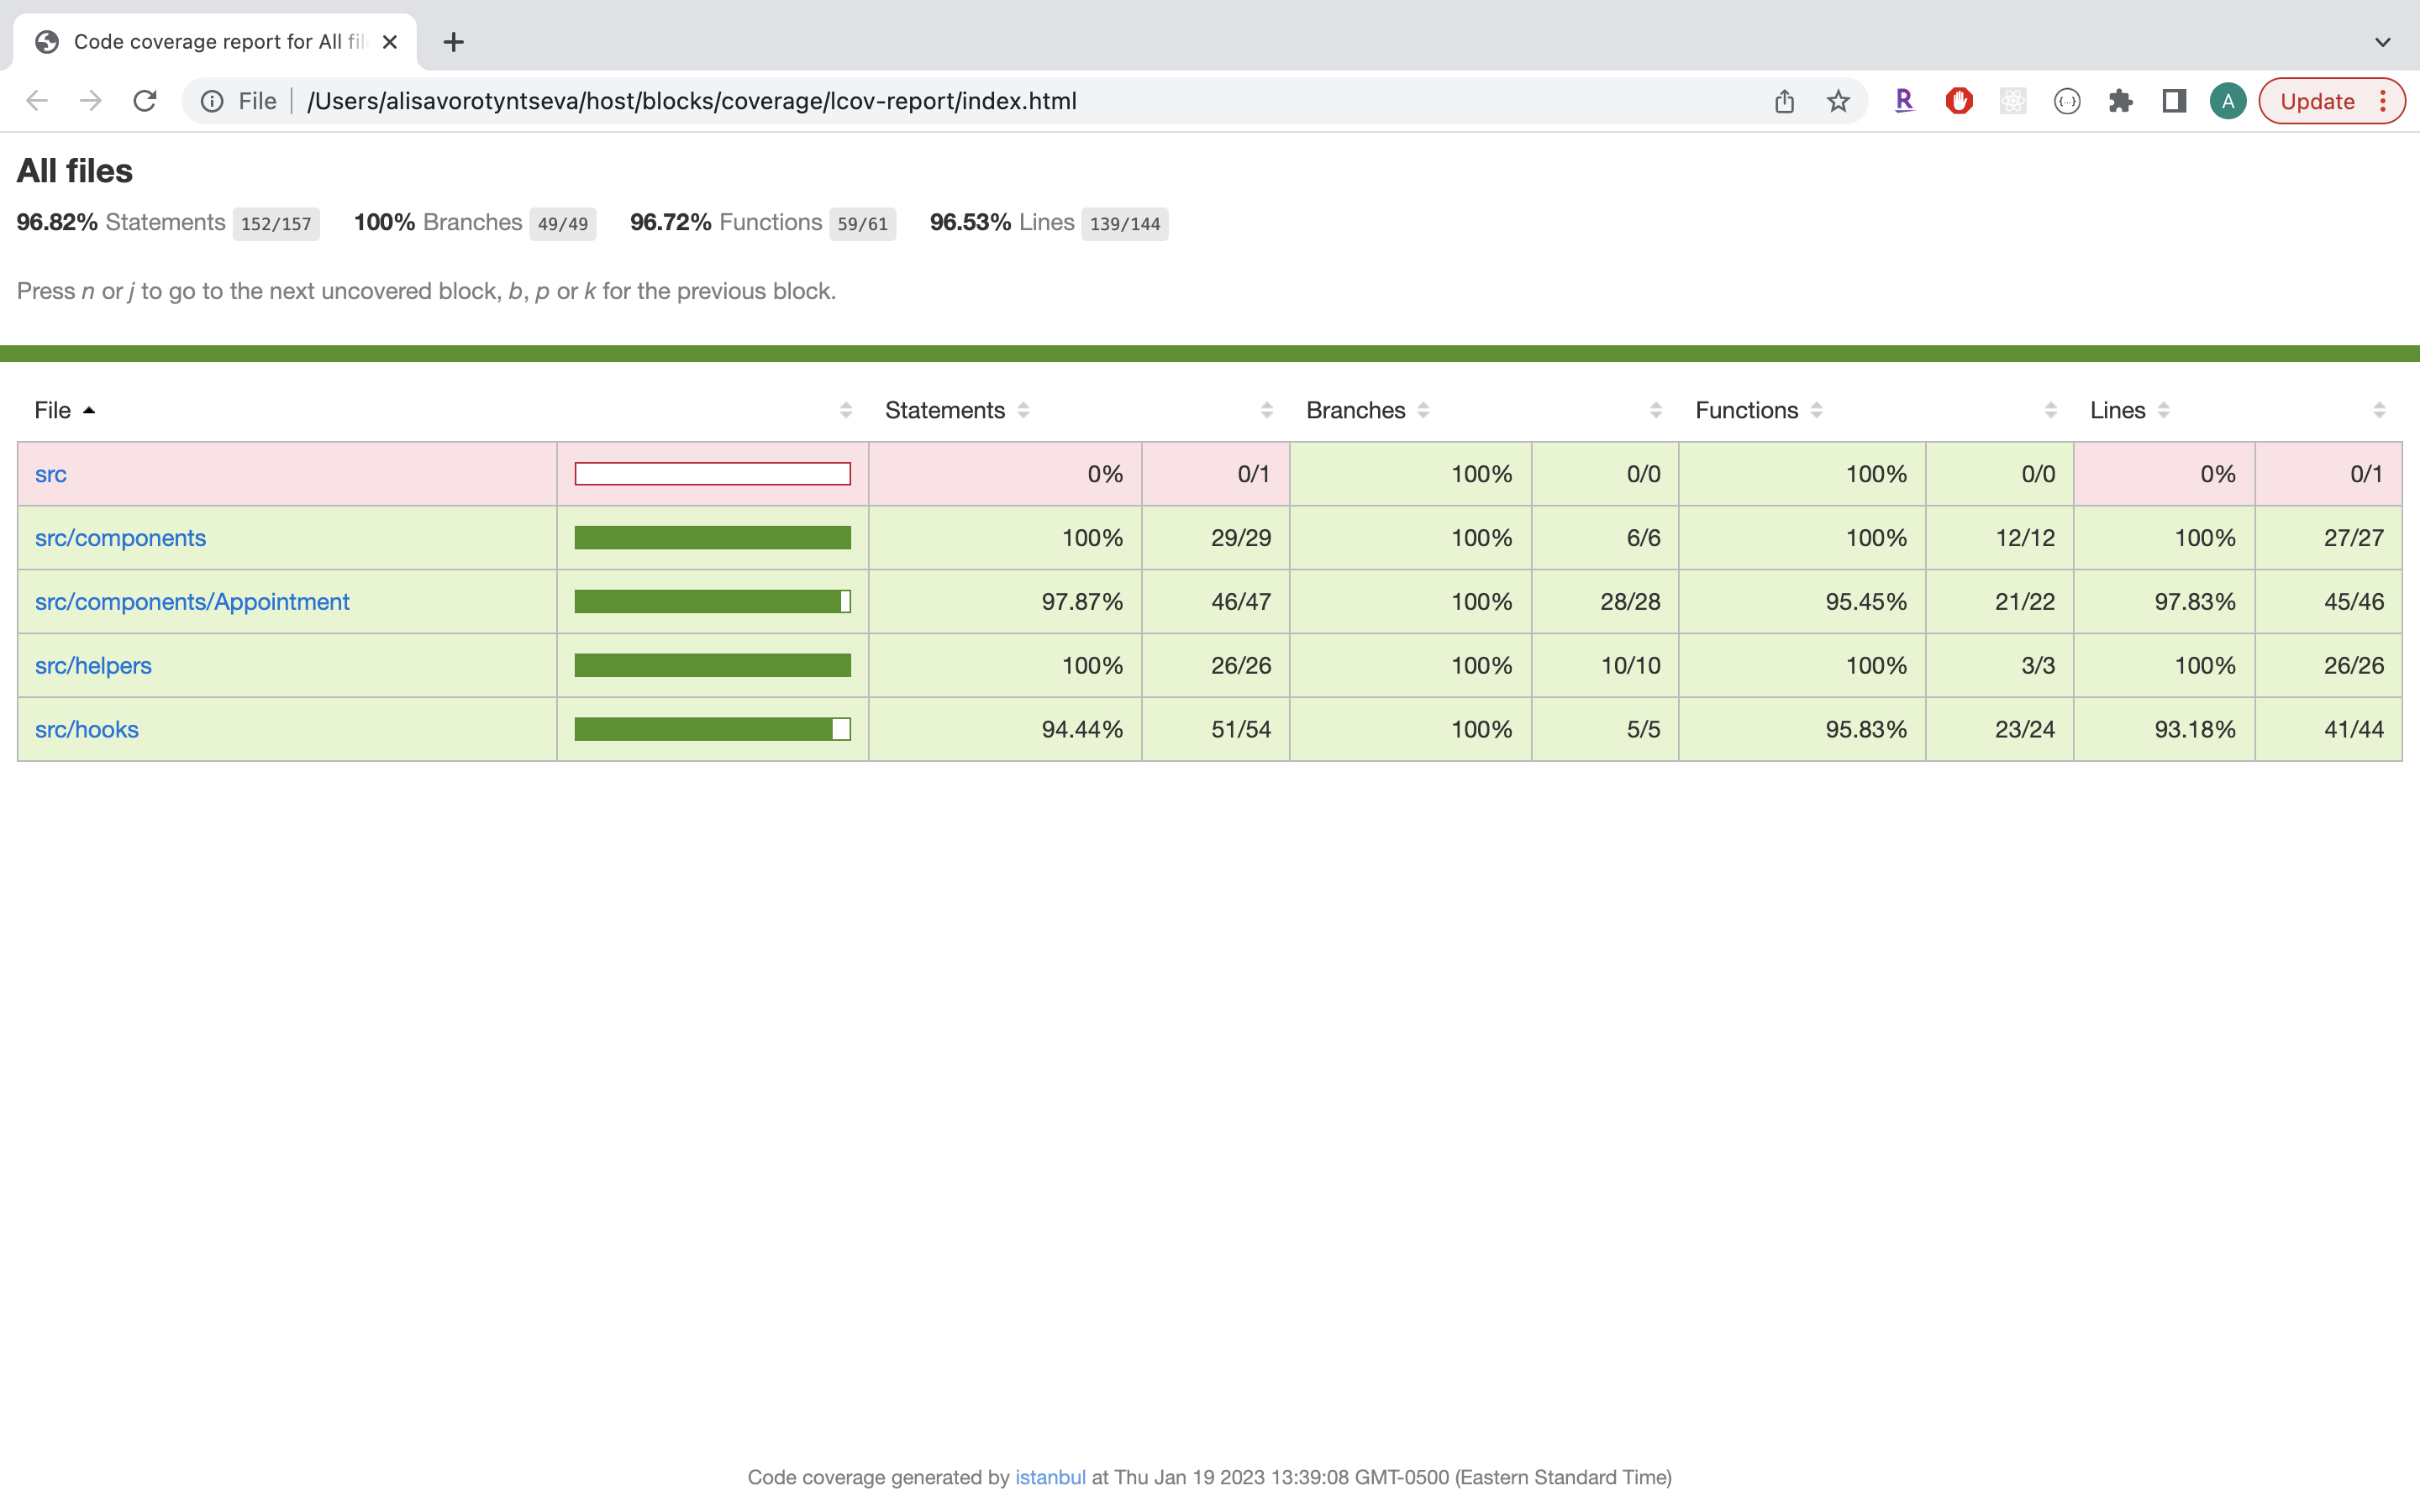 Code coverage report for All fil
File /Users/alisavorotyntseva/host/blocks/coverage/lcov-report/index.html R A Update
All files
96.82% Statements 152/157 100% Branches 49/49 96.72% Functions 59/61 96.53% Lines 139/144
Press n or j to go to the next uncovered block, b, p or k for the previous block.
File Statements Branches Functions Lines
src 0% 0/1 100% 0/0 100% 0/0 0% 0/1
src/components 100% 29/29 100% 6/6 100% 12/12 100% 27/27
src/components/Appointment 97.87% 46/47 100% 28/28 95.45% 21/22 97.83% 45/46
src/helpers 100% 26/26 100% 10/10 100% 3/3 100% 26/26
src/hooks 94.44% 51/54 100% 5/5 95.83% 23/24 93.18% 41/44
Code coverage generated by istanbul at Thu Jan 19 2023 13:39:08 GMT-0500 (Eastern Standard Time)